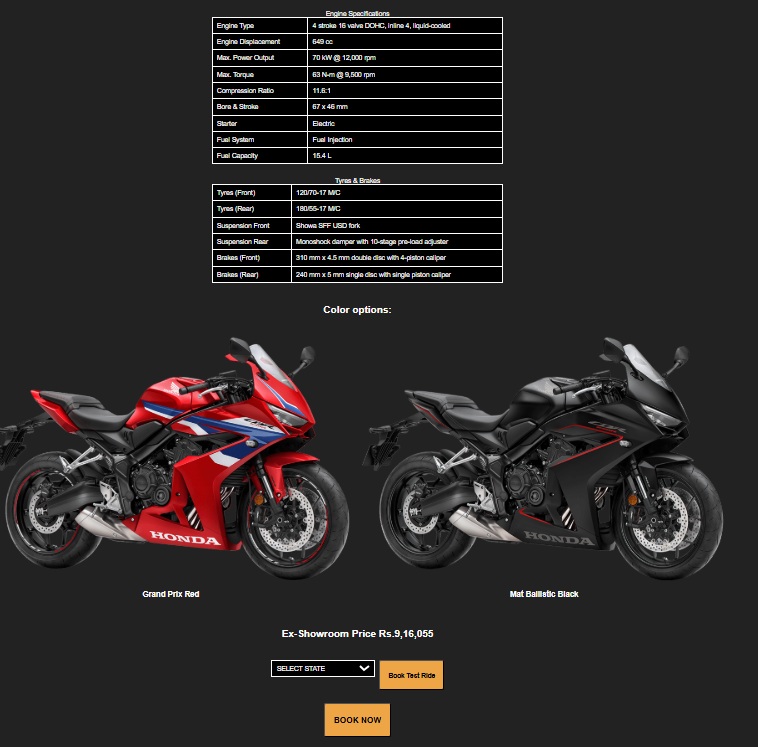 Engine Specifications
Engine Type 4 stroke 16 valve DOHC, Inline 4, liquid-cooled
Engine Displacement 649 cc
Max. Power Output 70 kW @ 12,000 rpm
Max. Torque 63 N-m @ 9,500 rpm
Compression Ratio 11.6:1
Bore & Stroke 67 x 46 mm
Starter Electric
Fuel System Fuel Injection
Fuel Capacity 15.4 L
Tyres & Brakes
Tyres (Front) 120/70-17 M/C
Tyres (Rear) 180/55-17 M/C
Suspension Front Showa SFF USD fork
Suspension Rear Monoshock damper with 10-stage pre-load adjuster
Brakes (Front) 310 mm x 4.5 mm double disc with 4-piston caliper
Brakes (Rear) 240 mm x 5 mm single disc with single piston caliper
Color options:
CBR CBR
HONDA HONDA
Grand Prix Red Mat Ballistic Black
Ex-Showroom Price Rs.9,16,055
SELECT STATE Book Test Ride
BOOK NOW